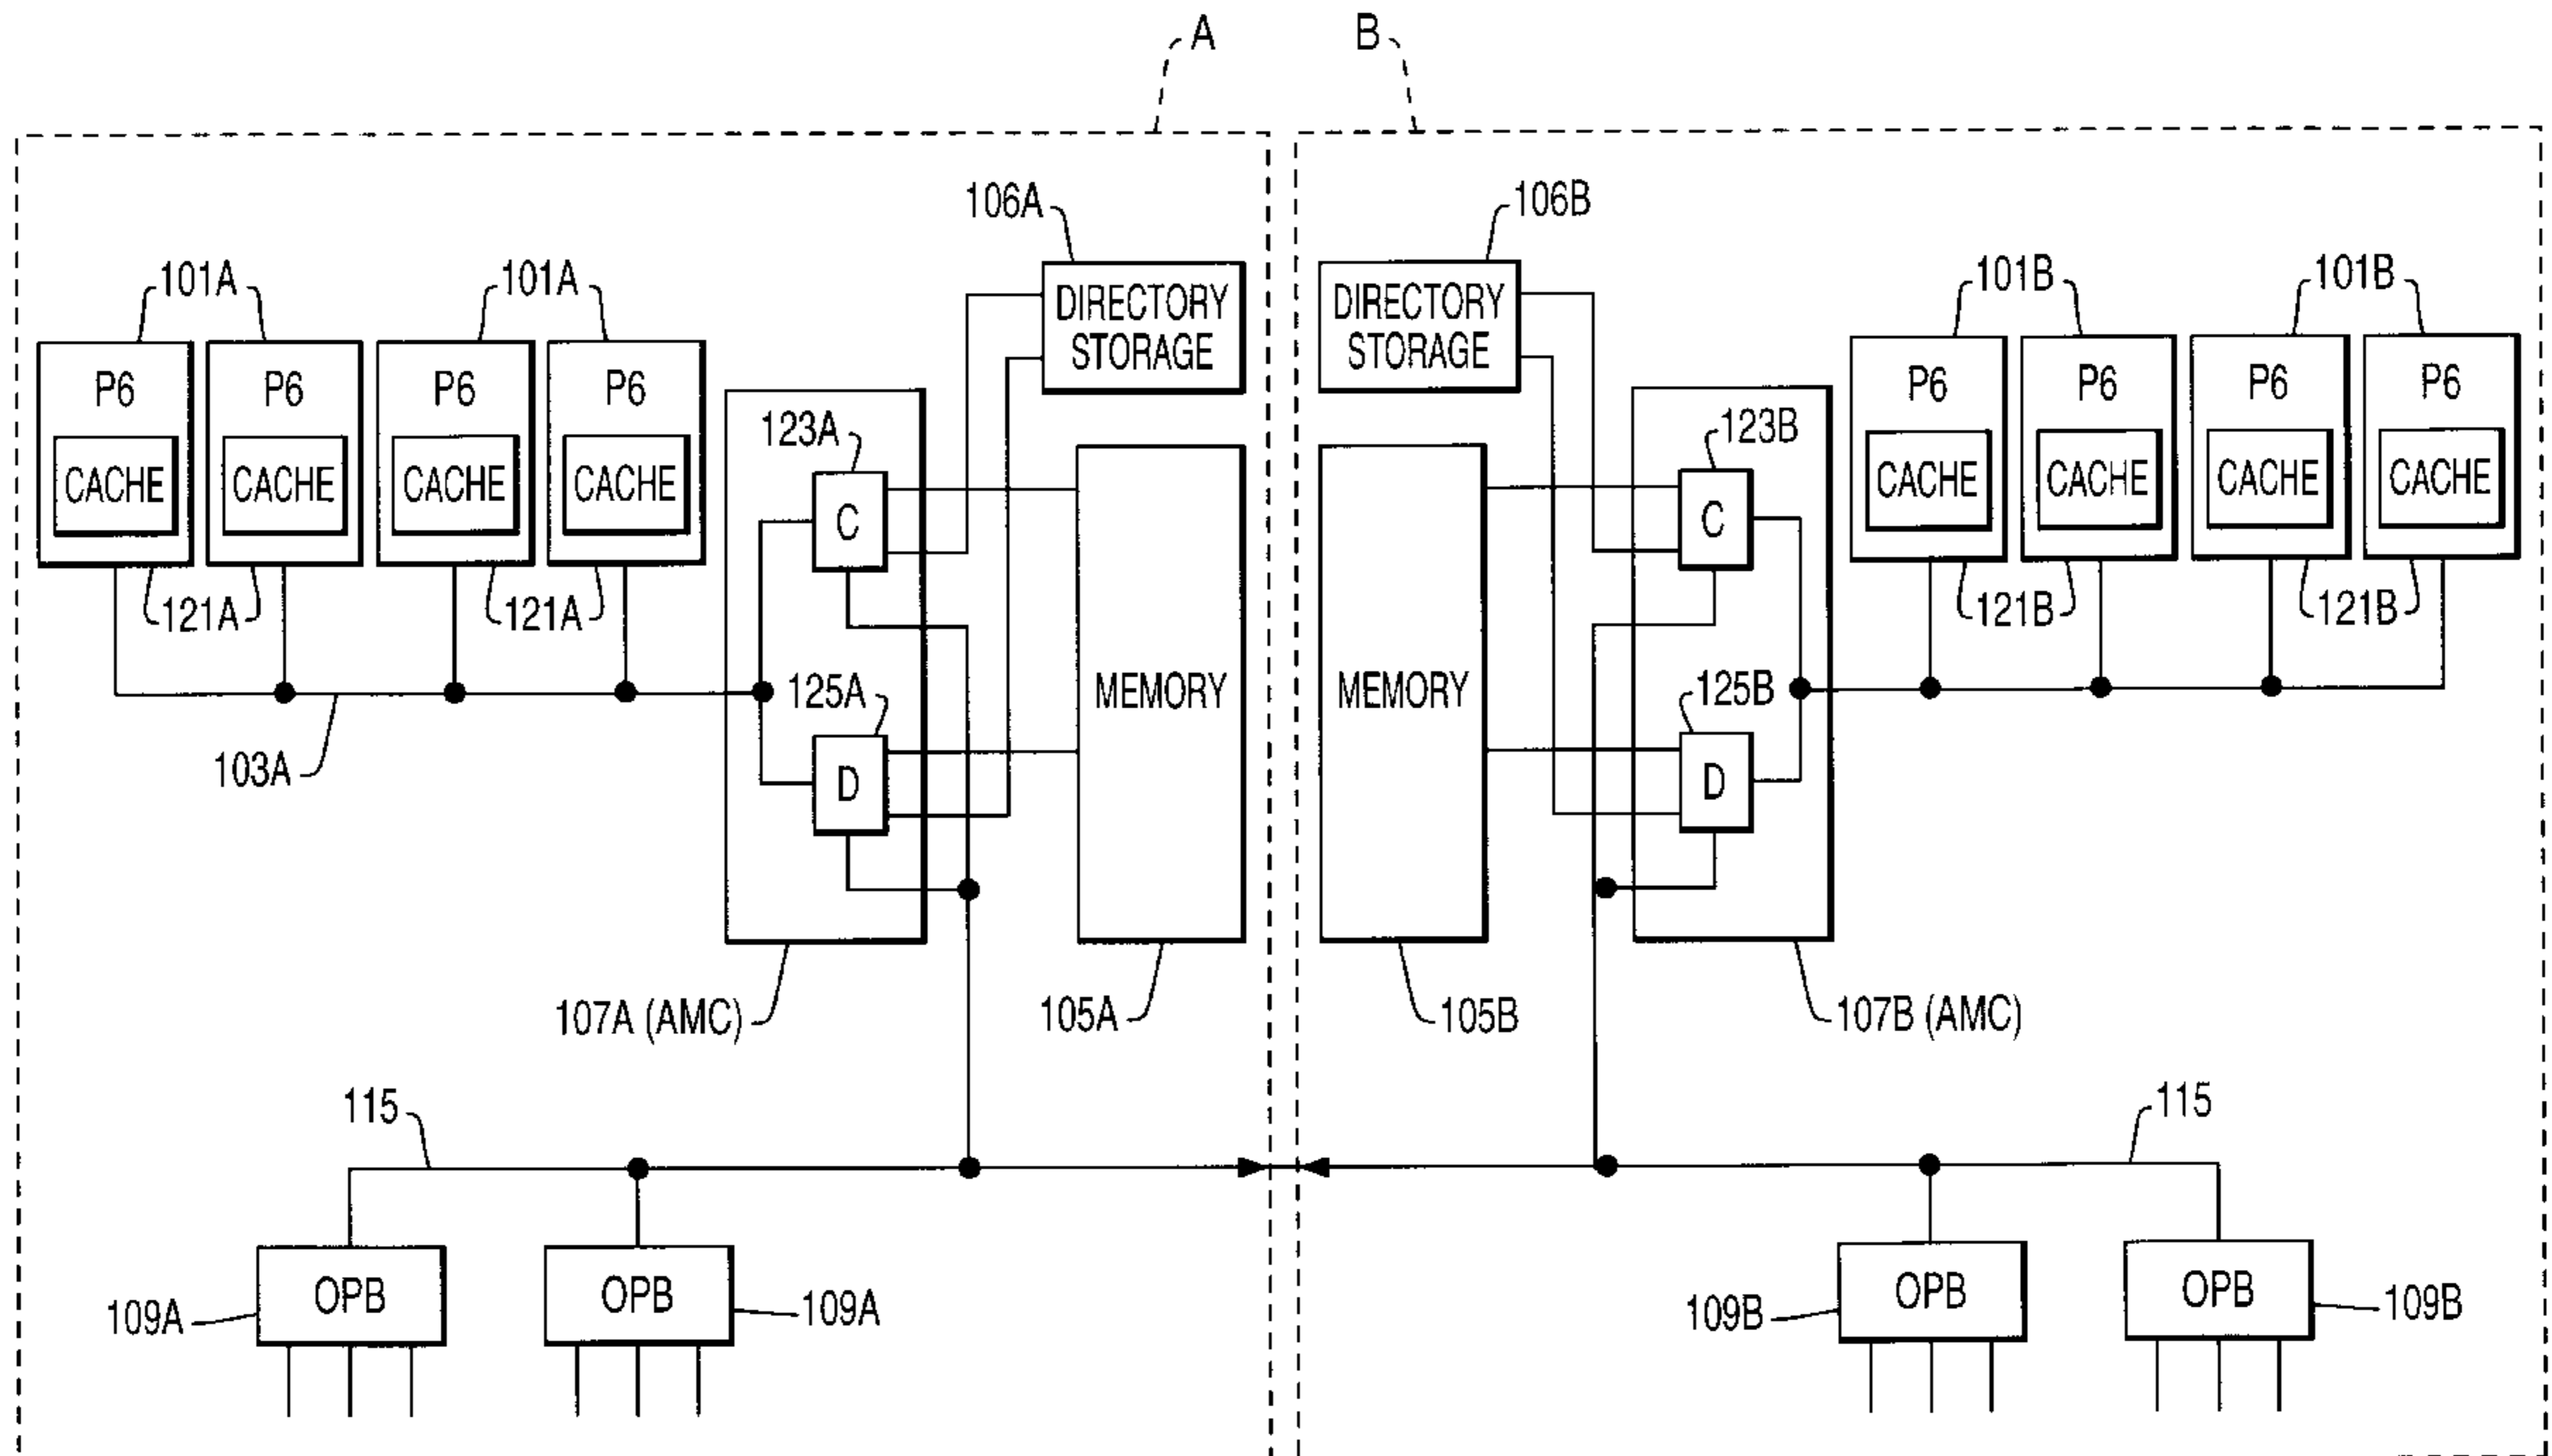 A
B
106A
106B
101A
101A
101B
101B
DIRECTORY
STORAGE
DIRECTORY
STORAGE
P6
P6
P6
P6
P6
P6
P6
P6
123A
123B
CACHE
CACHE
CACHE
CACHE
CACHE
CACHE
CACHE
CACHE
C
C
121A
121A
121B
121B
125A
MEMORY
MEMORY
125B
103A
D
D
107A (AMC)
105A
105B
107B (AMC)
115
115
OPB
OPB
OPB
OPB
109A
109A
109B
109B